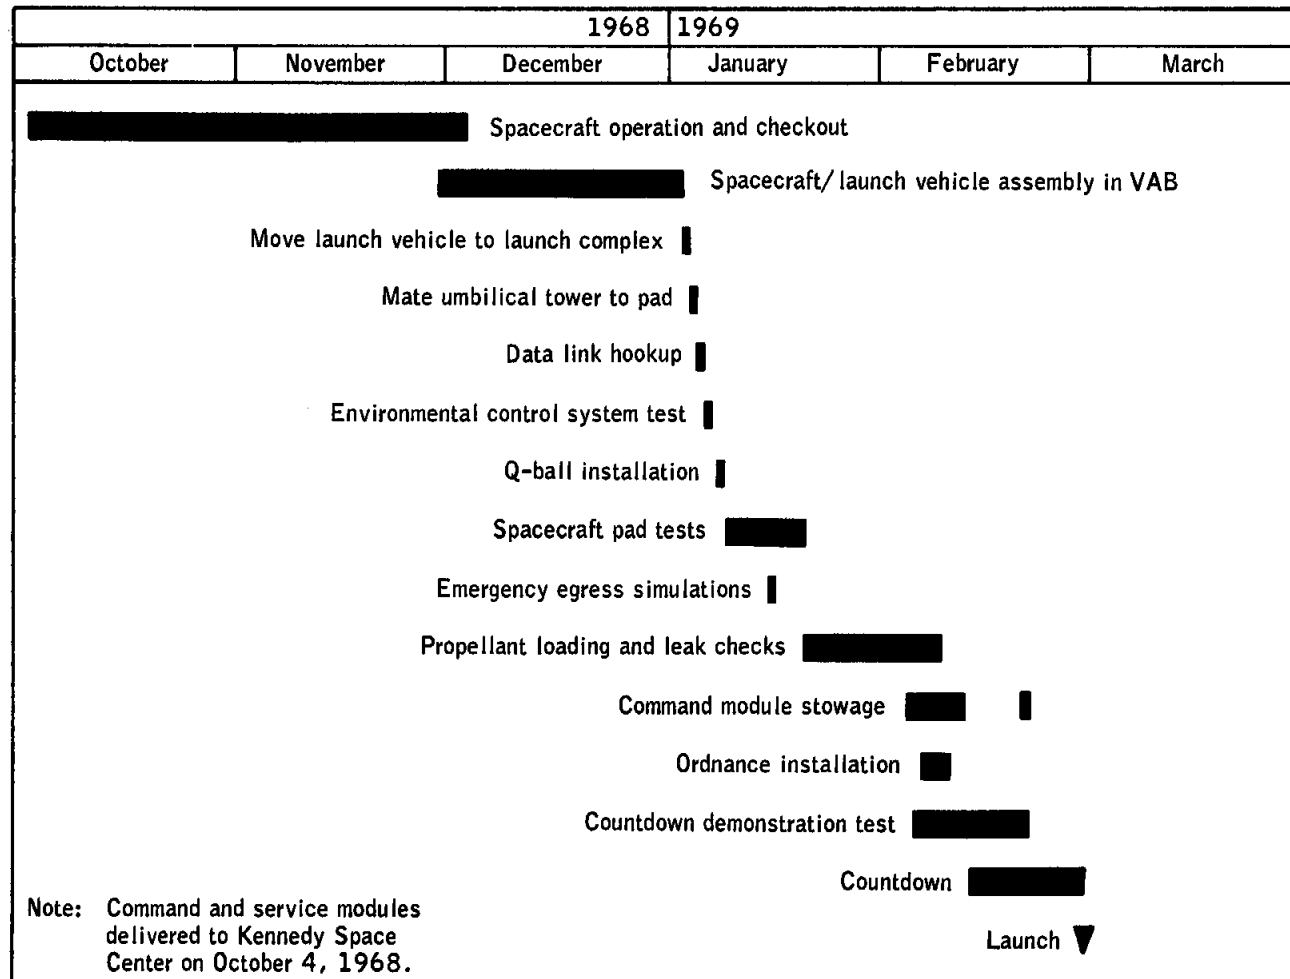 1968 1969
October November December January February March
Spacecraft operation and checkout
Spacecraft/launch vehicle assembly in VAB
Move launch vehicle to launch complex
Mate umbilical tower to pad
Data link hookup
Environmental control system test
Q-ball installation
Spacecraft pad tests
Emergency egress simulations
Propellant loading and leak checks
Command module stowage
Ordnance installation
Countdown demonstration test
Countdown
Note: Command and service modules
delivered to Kennedy Space
Center on October 4, 1968.
Launch